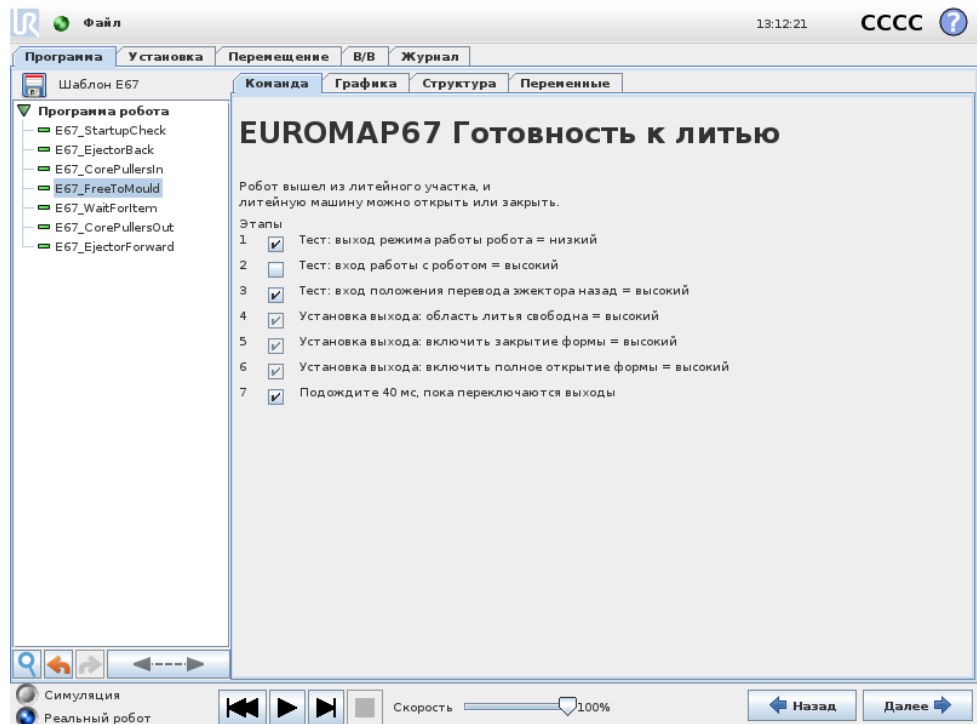 UR Файл 13:12:21 CCCC ?
Программа Установка Перемещение В/В Журнал
Шаблон E67
Команда Графика Структура Переменные
Программа робота
E67_StartupCheck
E67_EjectorBack
E67_CorePullersIn
E67_FreeToMould
E67_WaitForItem
E67_CorePullersOut
E67_EjectorForward
EUROMAP67 Готовность к литью
Робот вышел из литейного участка, и
литейную машину можно открыть или закрыть.
Этапы
1 Тест: выход режима работы робота = низкий
2 Тест: вход работы с роботом = высокий
3 Тест: вход положения перевода эжектора назад = высокий
4 Установка выхода: область литья свободна = высокий
5 Установка выхода: включить закрытие формы = высокий
6 Установка выхода: включить полное открытие формы = высокий
7 Подождите 40 мс, пока переключаются выходы
Симуляция
Реальный робот
Скорость 100%
Назад Далее